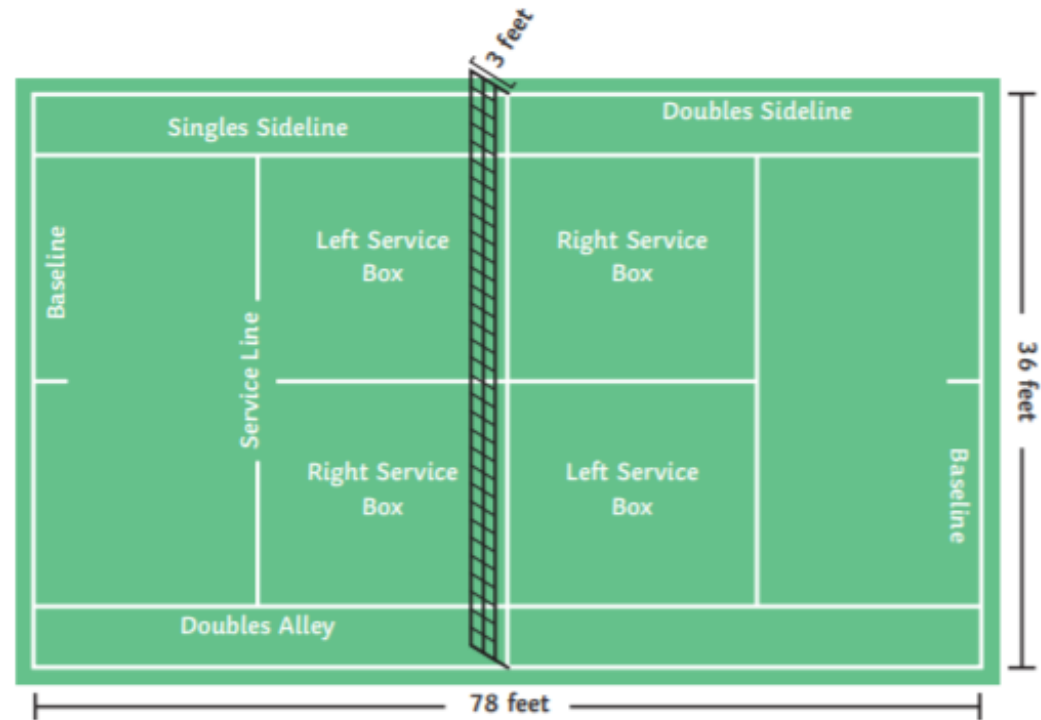 3 feet
Singles Sideline
Doubles Sideline
Baseline
Left Service
Box
Right Service
Box
Service Line
36 feet
Right Service
Box
Left Service
Box
Baseline
Doubles Alley
78 feet